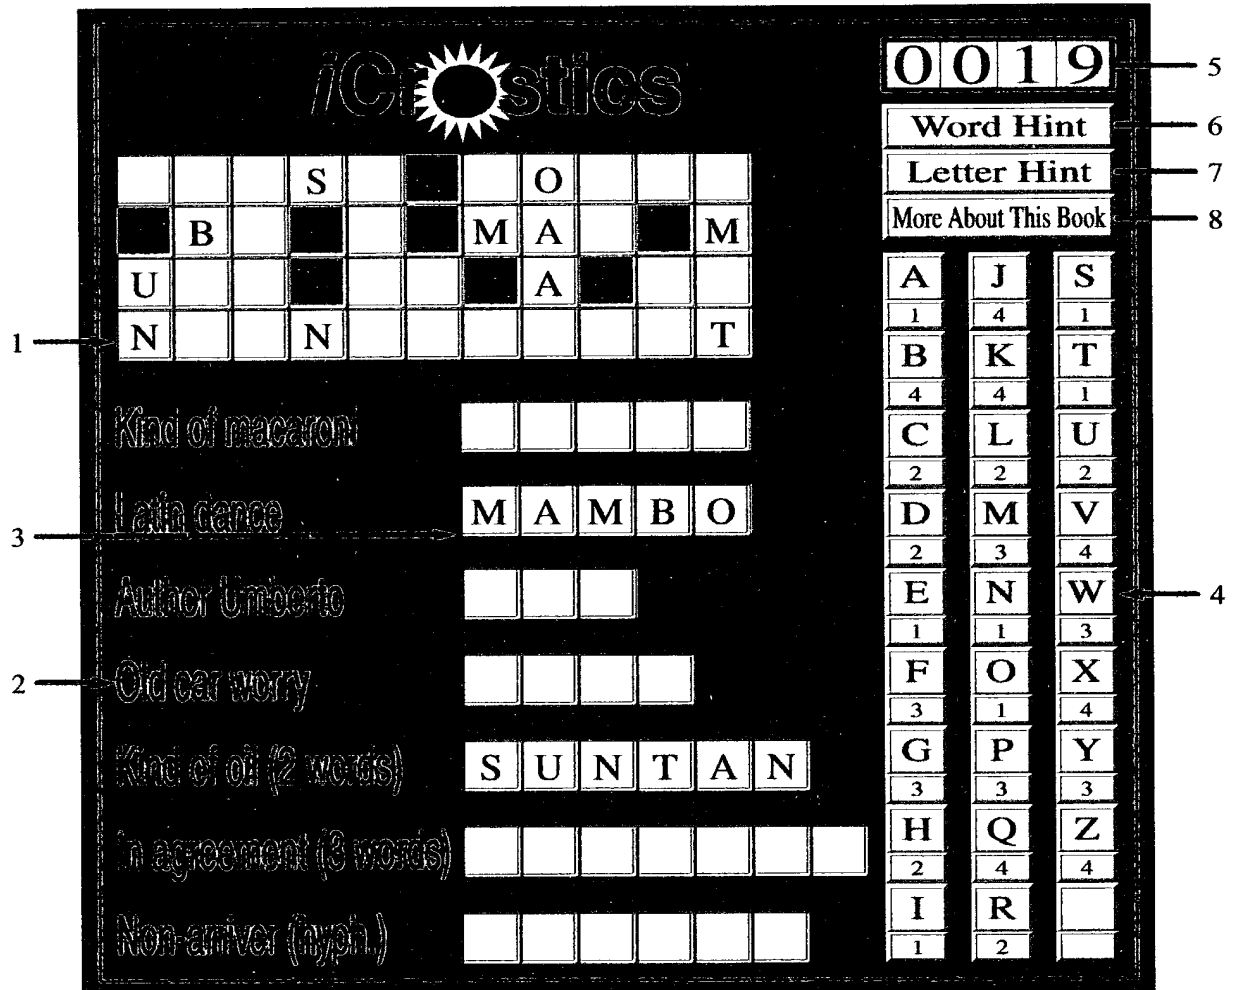 iCrostics
0019
5
Word Hint
6
Letter Hint
7
More About This Book
8
S O
B M A M
U A
N N T
1
Kind of macaroni
Latin dance MAMBO
3
Author Umberto
Old car worry
2
Kind of oil (2 words) SUNTAN
In agreement (3 words)
Non-arriver (hyph.)
A J S
1 4 1
B K T
4 4 1
C L U
2 2 2
D M V
2 3 4
E N W
4
1 1 3
F O X
3 1 4
G P Y
3 3 3
H Q Z
2 4 4
I R
1 2